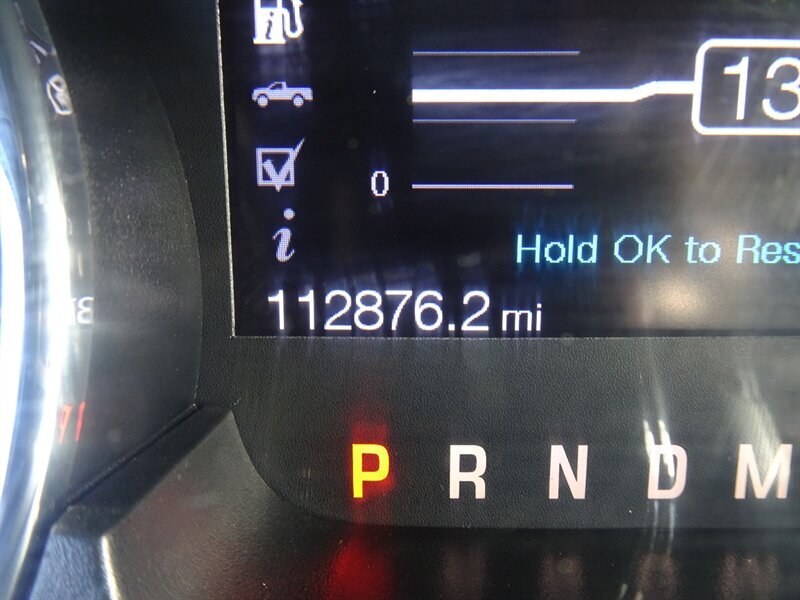 13
0
Hold OK to Res
112876.2 mi
P R N D M